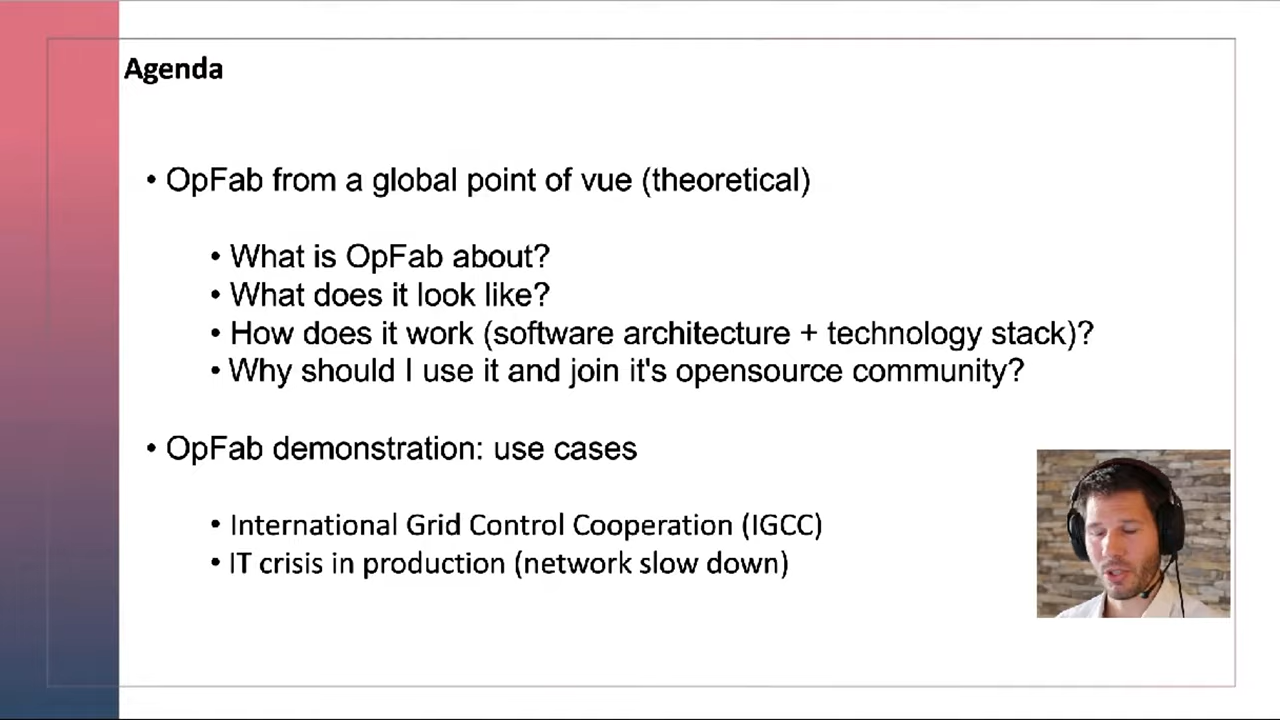 Agenda
• OpFab from a global point of vue (theoretical)
• What is OpFab about?
• What does it look like?
• How does it work (software architecture + technology stack)?
• Why should I use it and join it's opensource community?
• OpFab demonstration: use cases
• International Grid Control Cooperation (IGCC)
• IT crisis in production (network slow down)